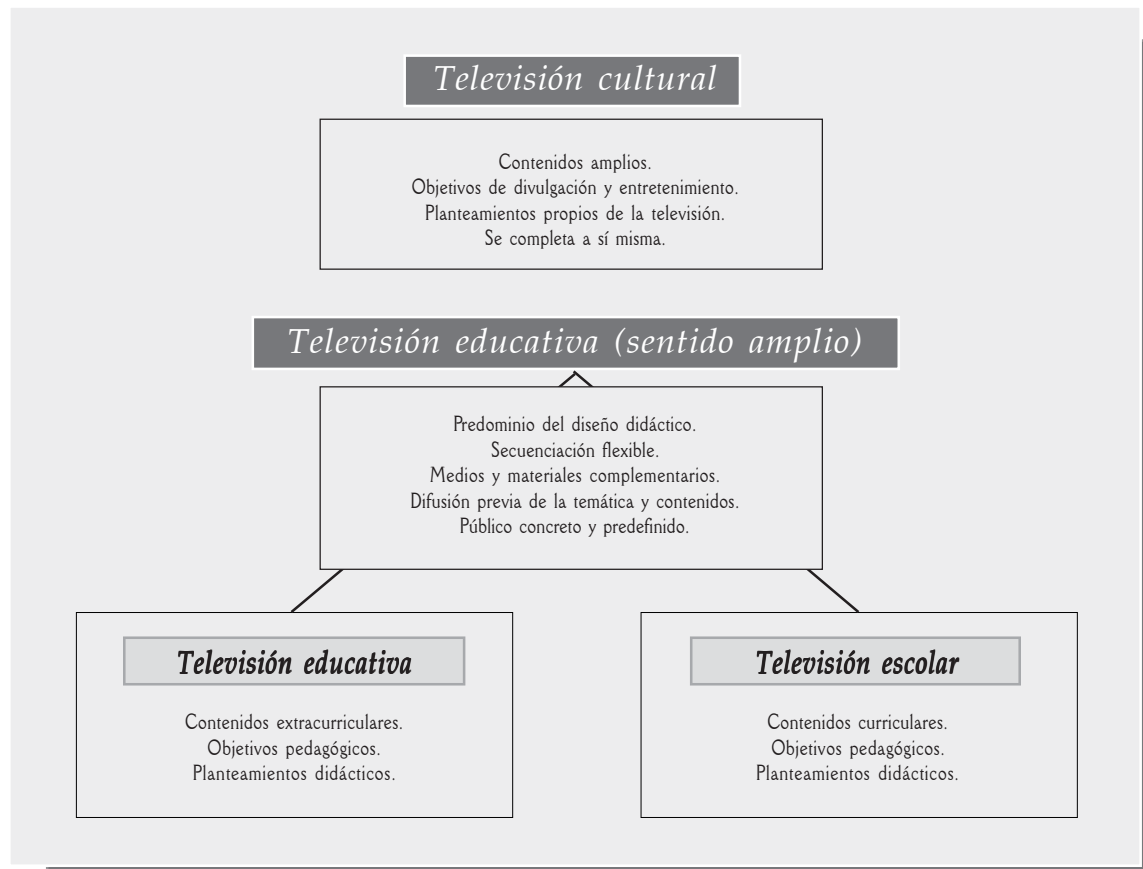 Televisión cultural
Contenidos amplios.
Objetivos de divulgación y entretenimiento.
Planteamientos propios de la televisión.
Se completa a sí misma.
Televisión educativa (sentido amplio)
Predominio del diseño didáctico.
Secuenciación flexible.
Medios y materiales complementarios.
Difusión previa de la temática y contenidos.
Público concreto y predefinido.
Televisión educativa
Contenidos extracurriculares.
Objetivos pedagógicos.
Planteamientos didácticos.
Televisión escolar
Contenidos curriculares.
Objetivos pedagógicos.
Planteamientos didácticos.